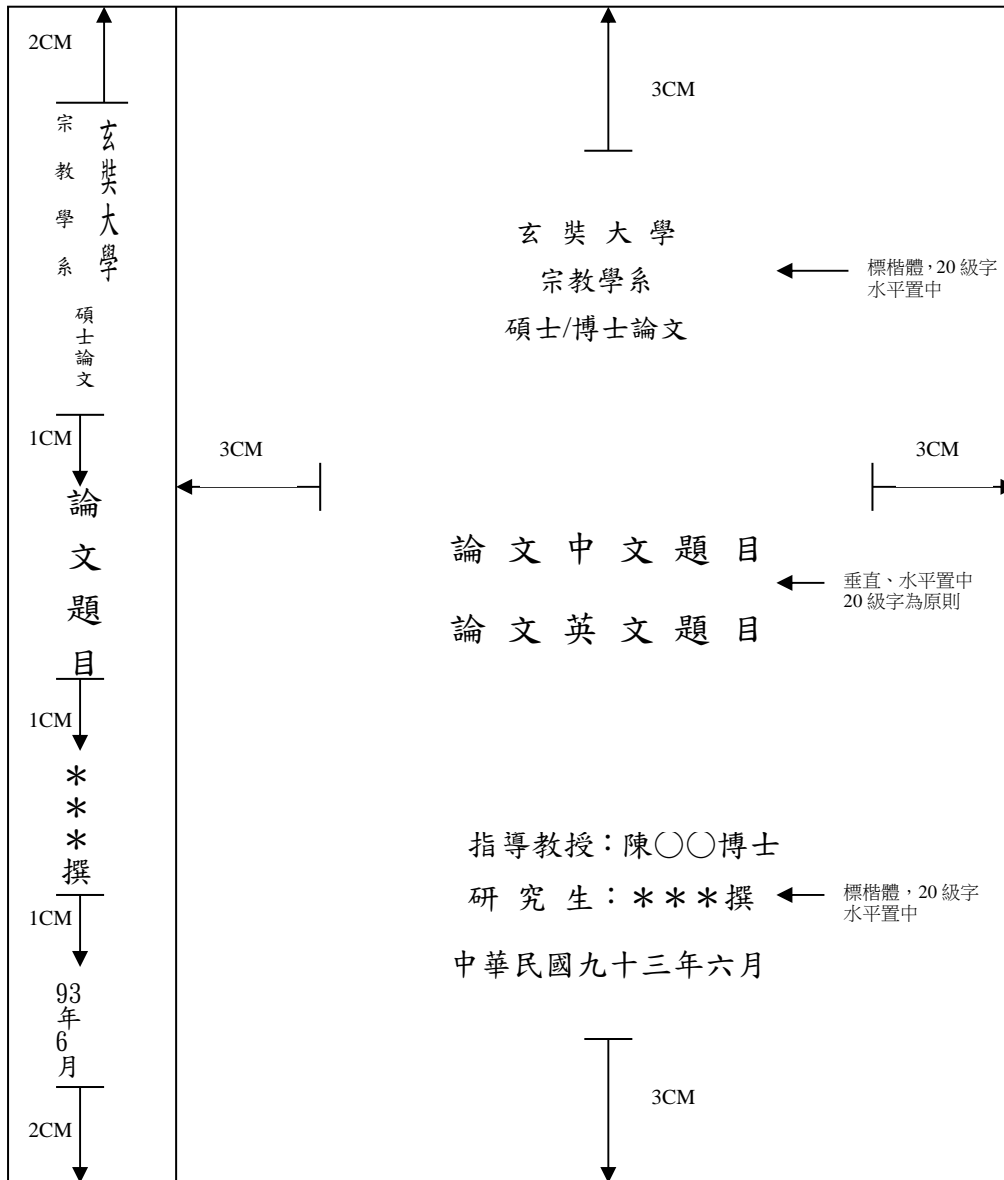 2CM
玄奘大學
宗教學系
碩士論文
1CM
論文題目
1CM
＊＊＊撰
1CM
93年6月
2CM
3CM
玄 奘 大 學
宗教學系
碩士/博士論文
標楷體，20 級字
水平置中
3CM
3CM
論 文 中 文 題 目
論 文 英 文 題 目
垂直、水平置中
20 級字為原則
指導教授：陳○○博士
研 究 生：＊＊＊撰
標楷體，20 級字
水平置中
中華民國九十三年六月
3CM